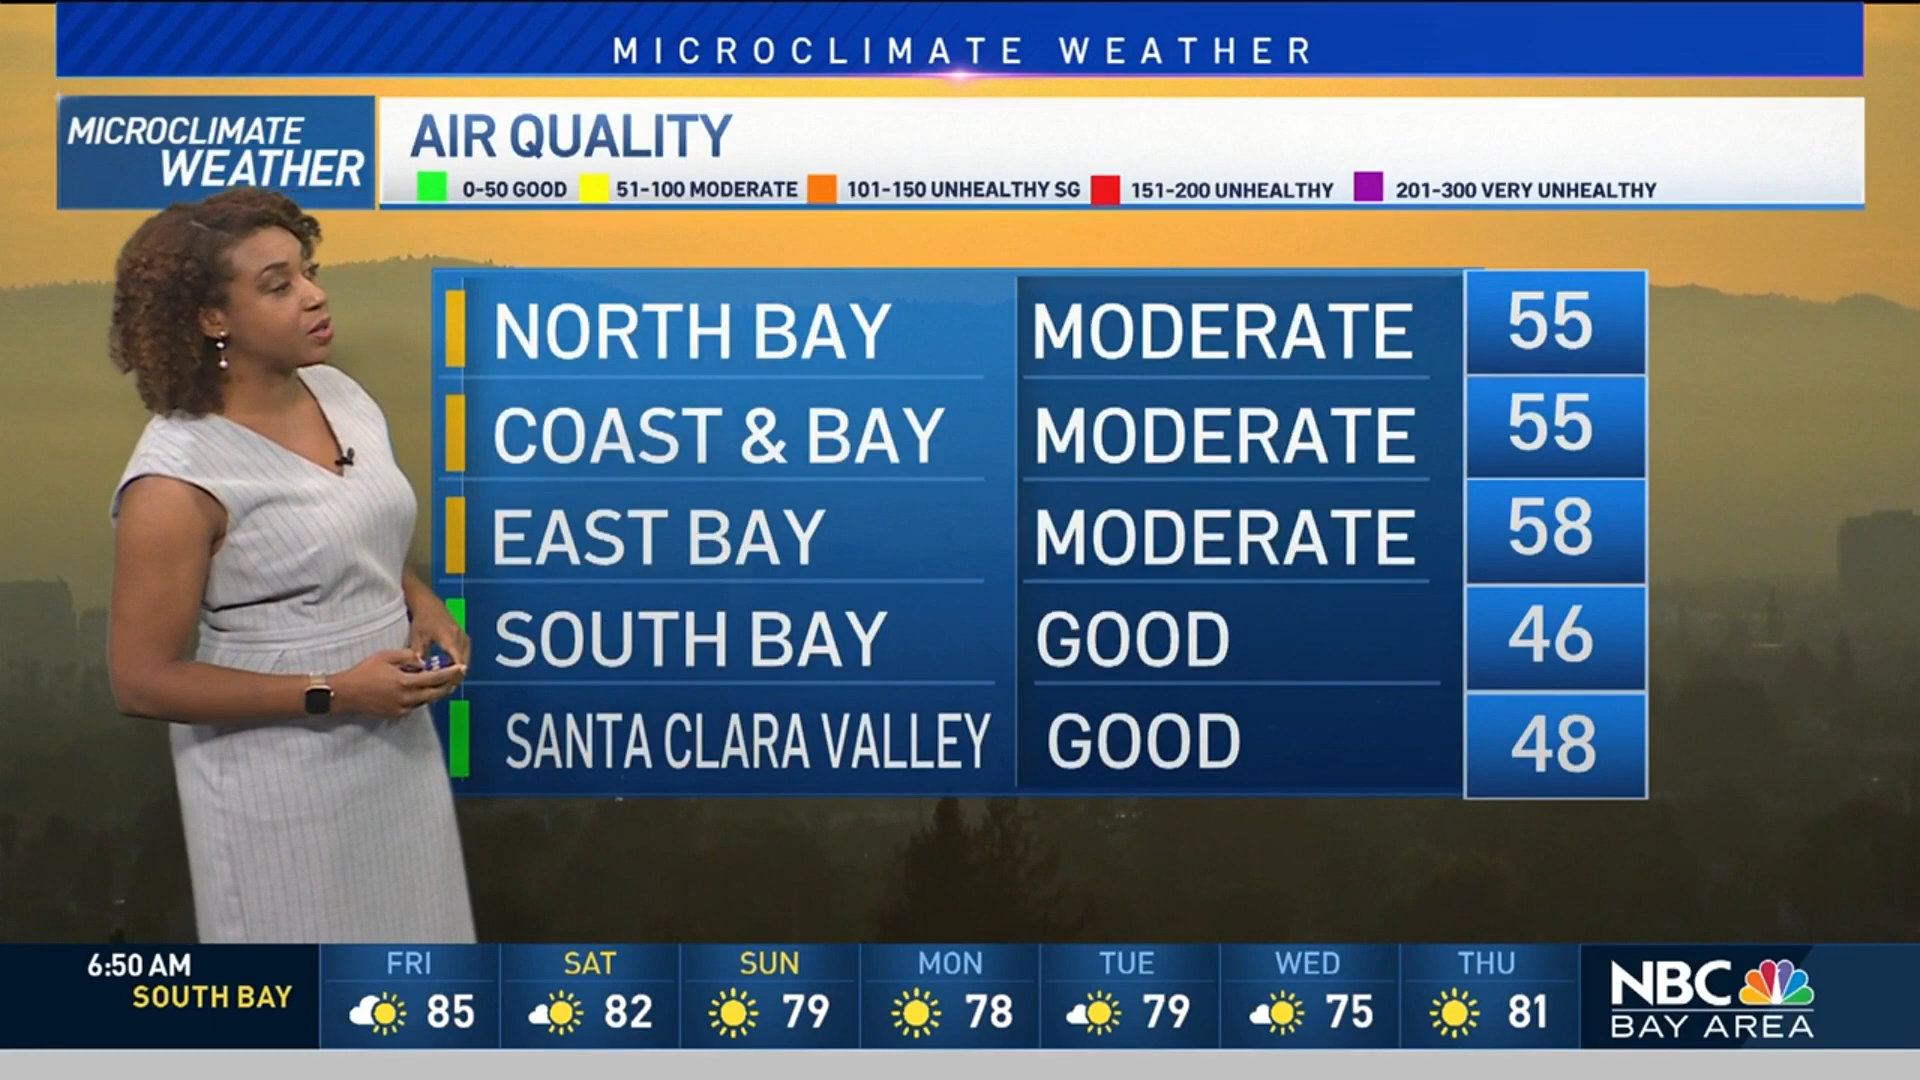 MICROCLIMATE WEATHER
MICROCLIMATE
WEATHER
AIR QUALITY
0-50 GOOD 51-100 MODERATE 101-150 UNHEALTHY SG 151-200 UNHEALTHY 201-300 VERY UNHEALTHY
NORTH BAY MODERATE 55
COAST & BAY MODERATE 55
EAST BAY MODERATE 58
SOUTH BAY GOOD 46
SANTA CLARA VALLEY GOOD 48
6:50 AM
SOUTH BAY
FRI SAT SUN MON TUE WED THU
85 82 79 78 79 75 81
NBC
BAY AREA